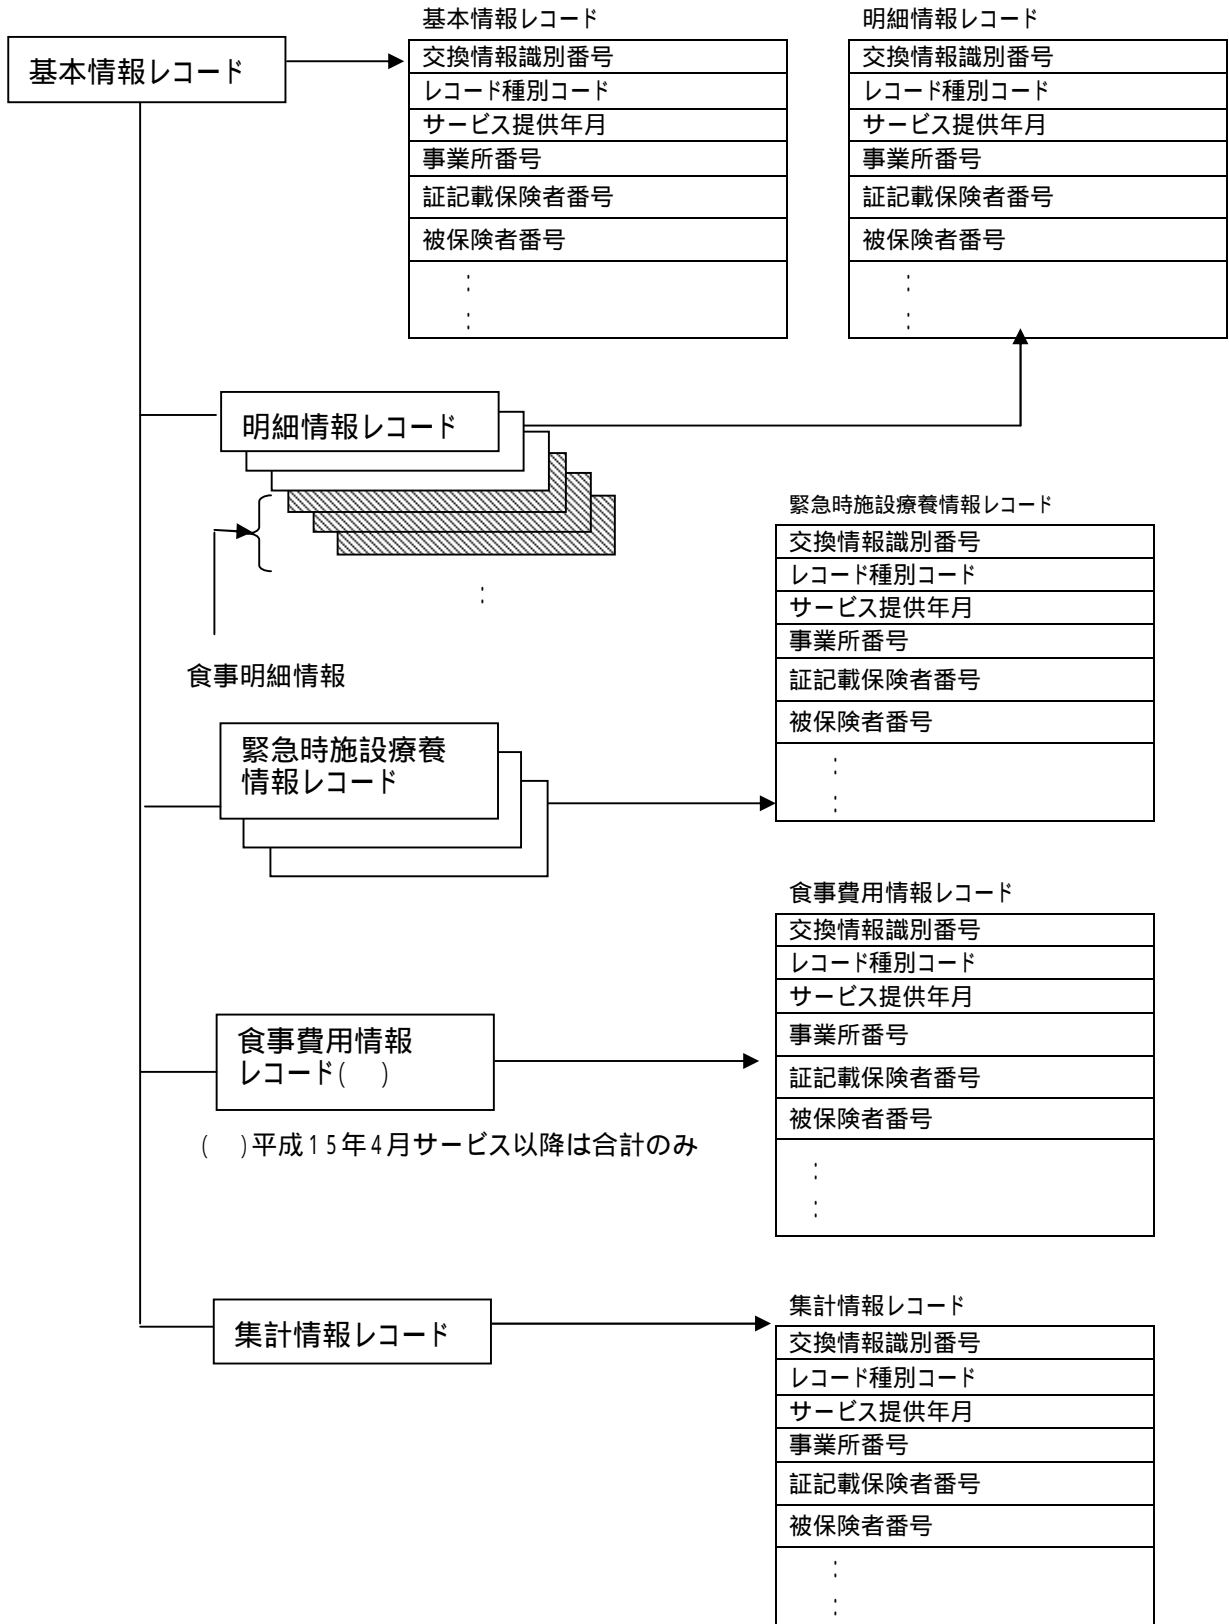 基本情報レコード
基本情報レコード
交換情報識別番号
レコード種別コード
サービス提供年月
事業所番号
証記載保険者番号
被保険者番号
:
:
明細情報レコード
交換情報識別番号
レコード種別コード
サービス提供年月
事業所番号
証記載保険者番号
被保険者番号
:
:
明細情報レコード
:
食事明細情報
緊急時施設療養情報レコード
交換情報識別番号
レコード種別コード
サービス提供年月
事業所番号
証記載保険者番号
被保険者番号
:
:
緊急時施設療養
情報レコード
食事費用情報レコード
交換情報識別番号
レコード種別コード
サービス提供年月
事業所番号
証記載保険者番号
被保険者番号
:
:
食事費用情報
レコード(　)
(　)平成15年4月サービス以降は合計のみ
集計情報レコード
集計情報レコード
交換情報識別番号
レコード種別コード
サービス提供年月
事業所番号
証記載保険者番号
被保険者番号
:
: